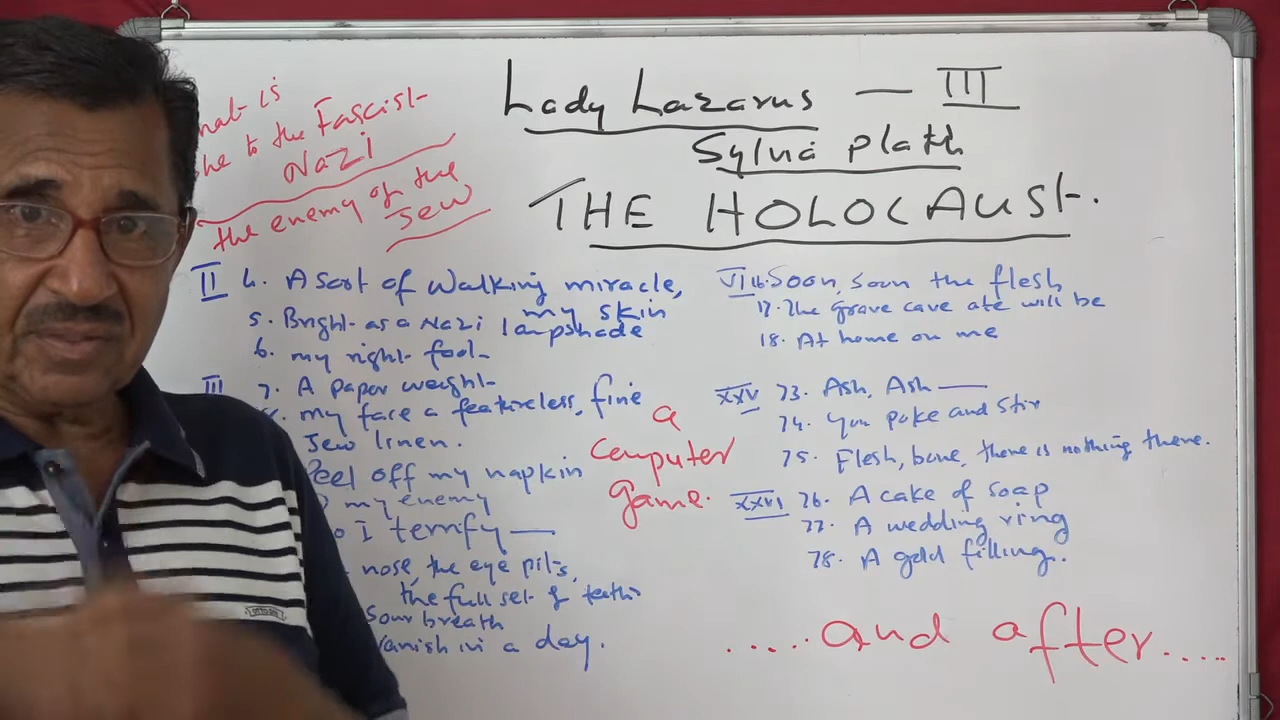 Lady Lazarus — III
Sylvia Plath
THE HOLOCAUST.
to the Fascist-
Nazi
the enemy of the
Jew
II 4. A sort of walking miracle,
my skin
5. Bright as a Nazi lampshade
6. my right foot
III 7. A paper weight
my face a featureless, fine
Jew linen.
Peel off my napkin
my enemy
I terrify —
nose, the eye pits,
the full set of teeth
Sour breath
vanish in a day.
a
computer
game.
VI 16. Soon, soon the flesh
17. The grave cave ate will be
18. At home on me
XXV 73. Ash, Ash —
74. You poke and stir
75. Flesh, bone, there is nothing there.
XXVI 76. A cake of soap
77. A wedding ring
78. A gold filling.
..... and after.....